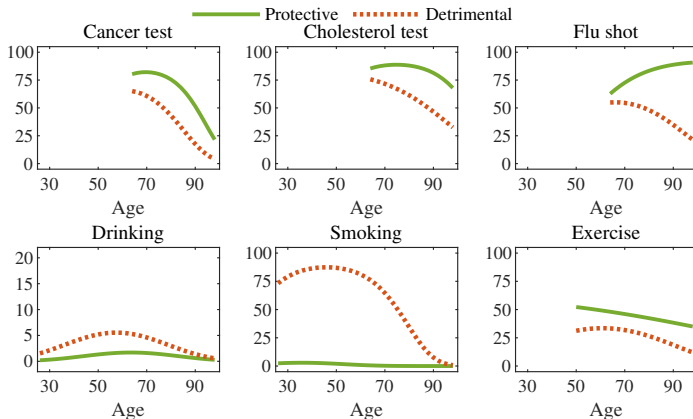 Protective Detrimental
Cancer test Cholesterol test Flu shot
100 100 100
75 75 75
50 50 50
25 25 25
0 0 0
30 50 70 90 30 50 70 90 30 50 70 90
Age Age Age
Drinking Smoking Exercise
20 100 100
15 75 75
10 50 50
5 25 25
0 0 0
30 50 70 90 30 50 70 90 30 50 70 90
Age Age Age